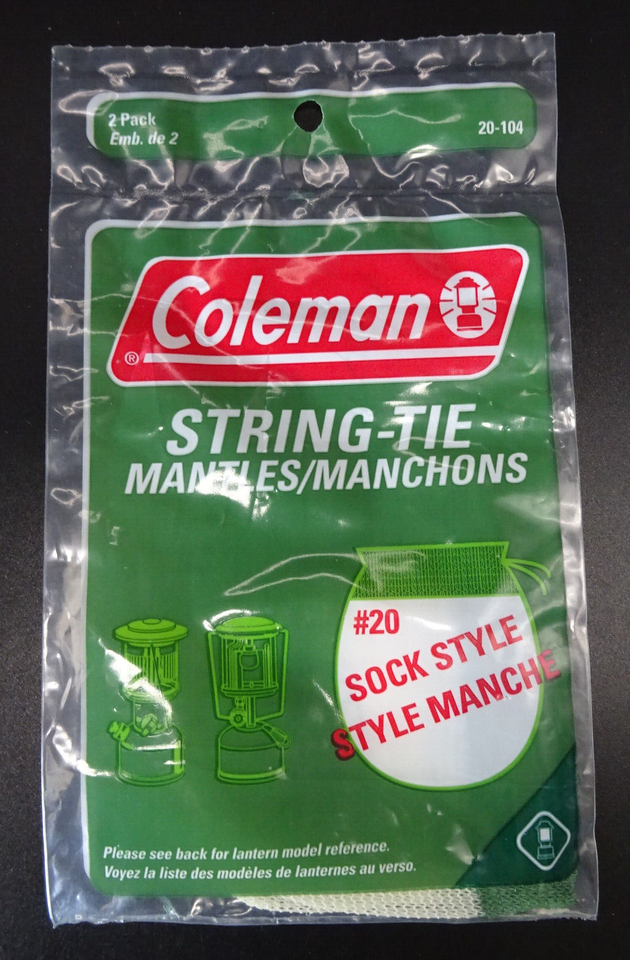 2 Pack
Emb. de 2
20-104
Coleman
®
STRING-TIE
MANTLES/MANCHONS
#20
SOCK STYLE
STYLE MANCHE
Please see back for lantern model reference.
Voyez la liste des modèles de lanternes au verso.